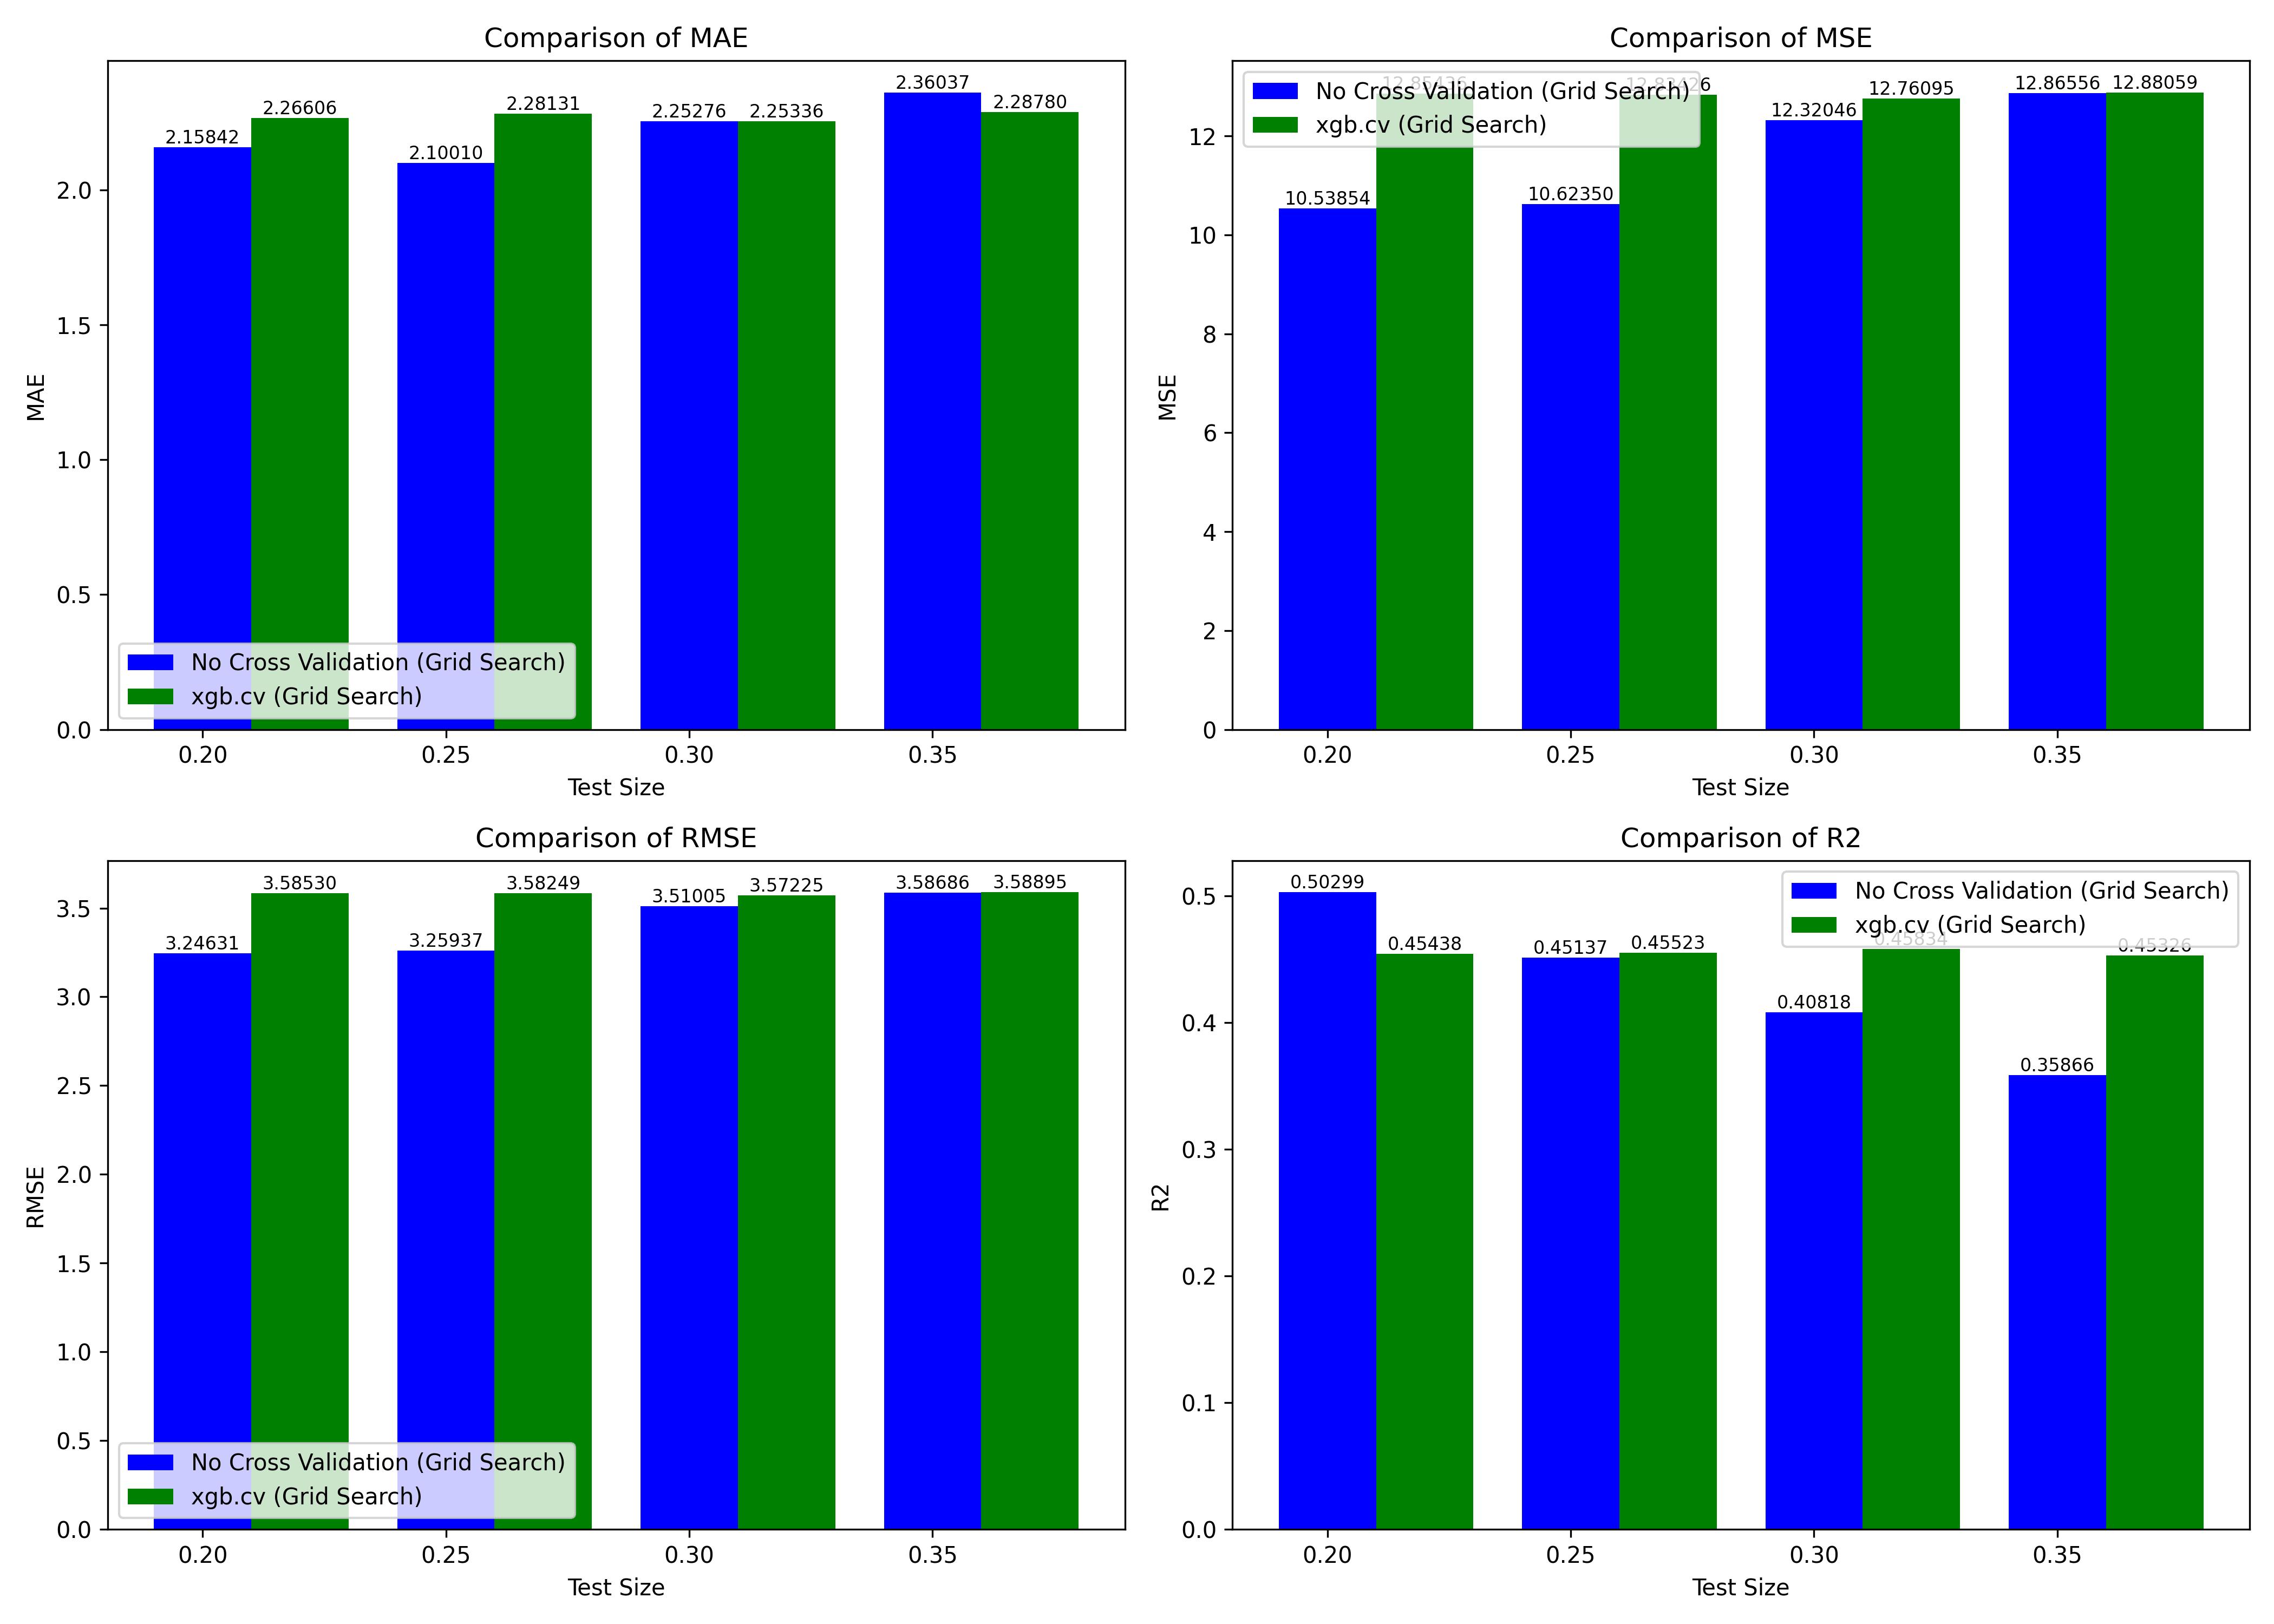 Comparison of MAE
2.15842
2.26606
2.10010
2.28131
2.25276
2.25336
2.36037
2.28780
MAE
2.0
1.5
1.0
0.5
0.0
No Cross Validation (Grid Search)
xgb.cv (Grid Search)
0.20 0.25 0.30 0.35
Test Size
Comparison of MSE
10.53854
12.85436
10.62350
12.83426
12.32046
12.76095
12.86556
12.88059
MSE
12
10
8
6
4
2
0
No Cross Validation (Grid Search)
xgb.cv (Grid Search)
0.20 0.25 0.30 0.35
Test Size
Comparison of RMSE
3.24631
3.58530
3.25937
3.58249
3.51005
3.57225
3.58686
3.58895
RMSE
3.5
3.0
2.5
2.0
1.5
1.0
0.5
0.0
No Cross Validation (Grid Search)
xgb.cv (Grid Search)
0.20 0.25 0.30 0.35
Test Size
Comparison of R2
0.50299
0.45438
0.45137
0.45523
0.40818
0.45834
0.35866
0.45326
R2
0.5
0.4
0.3
0.2
0.1
0.0
No Cross Validation (Grid Search)
xgb.cv (Grid Search)
0.20 0.25 0.30 0.35
Test Size